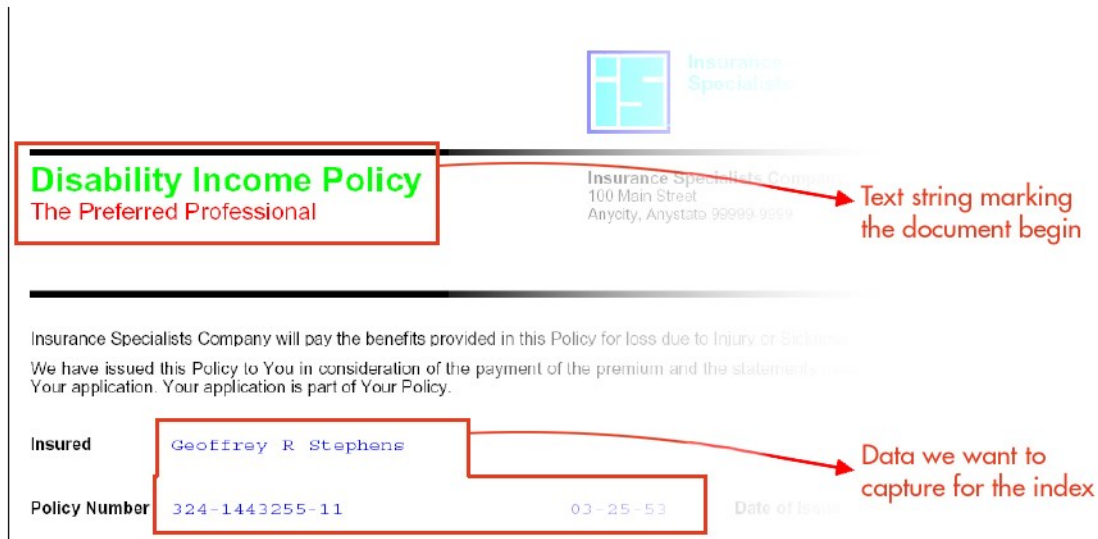 Insurance
Specialists
Disability Income Policy
The Preferred Professional
Insurance Specialists Company
100 Main Street
Anycity, Anystate 99999-9999
Text string marking
the document begin
Insurance Specialists Company will pay the benefits provided in this Policy for loss due to Injury or
We have issued this Policy to You in consideration of the payment of the premium and the statements
Your application. Your application is part of Your Policy.
Insured Geoffrey R Stephens
Data we want to
capture for the index
Policy Number 324-1443255-11 03-25-53 Date of Issue